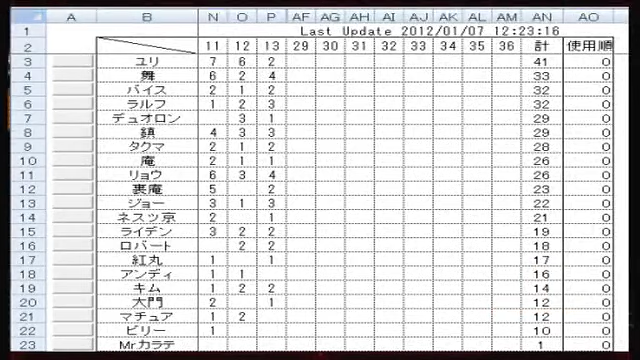 A B N O P AF AG AH AI AJ AK AL AM AN AO
1 Last Update 2012/01/07 12:23:16
2 11 12 13 29 30 31 32 33 34 35 36 計 使用順
3 ユリ 7 6 2 41 0
4 舞 6 2 4 33 0
5 バイス 2 1 2 32 0
6 ラルフ 1 2 3 32 0
7 デュオロン 3 1 29 0
8 鎮 4 3 3 29 0
9 タクマ 2 1 2 28 0
10 庵 2 1 1 26 0
11 リョウ 6 3 4 26 0
12 裏庵 5 2 23 0
13 ジョー 3 1 3 22 0
14 ネスツ京 2 1 21 0
15 ライデン 3 2 2 19 0
16 ロバート 2 2 18 0
17 紅丸 1 1 17 0
18 アンディ 1 1 16 0
19 キム 1 2 2 14 0
20 大門 2 1 12 0
21 マチュア 1 2 12 0
22 ビリー 1 10 0
23 Mr.カラテ 1 0